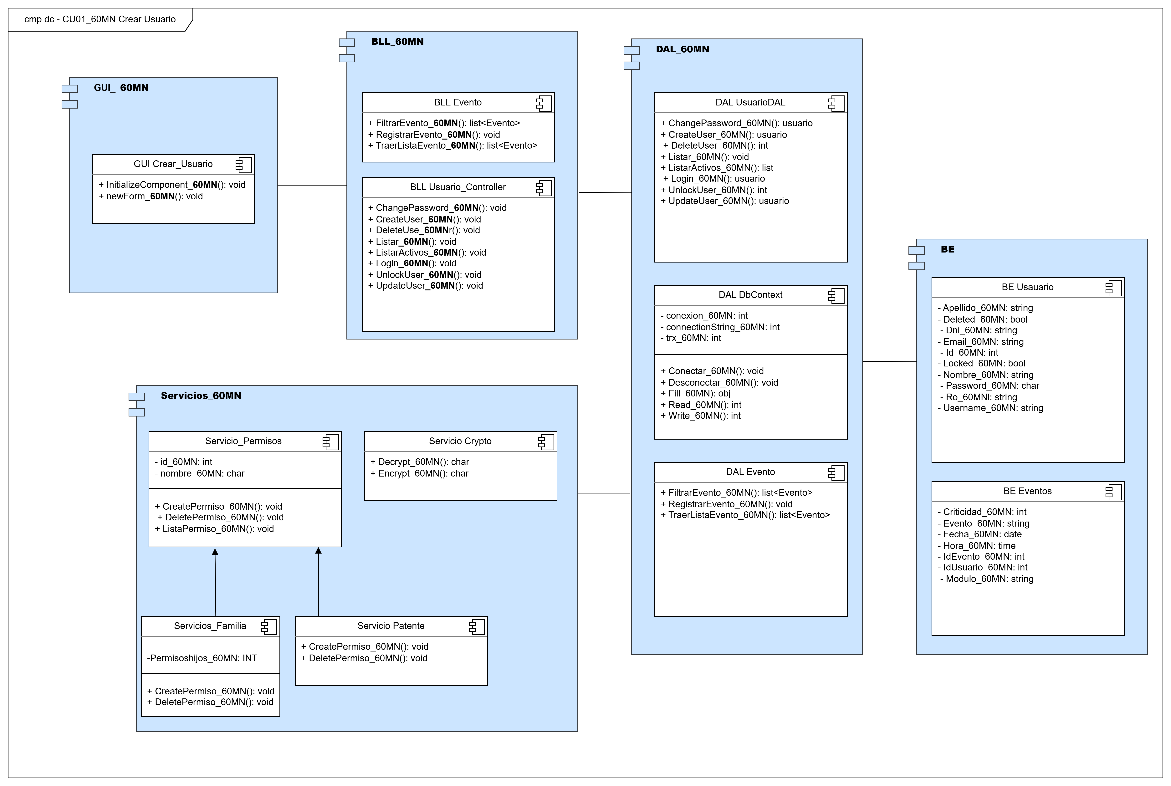 cmp dc - CU01_60MN Crear Usuario
GUI_ 60MN
GUI Crear_Usuario
+ InitializeComponent_60MN(): void
+ newForm_60MN(): void
BLL_60MN
BLL Evento
+ FiltrarEvento_60MN(): list<Evento>
+ RegistrarEvento_60MN(): void
+ TraerListaEvento_60MN(): list<Evento>
BLL Usuario_Controller
+ ChangePassword_60MN(): void
+ CreateUser_60MN(): void
+ DeleteUse_60MNr(): void
+ Listar_60MN(): void
+ ListarActivos_60MN(): void
+ Login_60MN(): void
+ UnlockUser_60MN(): void
+ UpdateUser_60MN(): void
DAL_60MN
DAL UsuarioDAL
+ ChangePassword_60MN(): usuario
+ CreateUser_60MN(): usuario
+ DeleteUser_60MN(): int
+ Listar_60MN(): void
+ ListarActivos_60MN(): list
+ Login_60MN(): usuario
+ UnlockUser_60MN(): int
+ UpdateUser_60MN(): usuario
DAL DbContext
- conexion_60MN: int
- connectionString_60MN: int
- trx_60MN: int
+ Conectar_60MN(): void
+ Desconectar_60MN(): void
+ Fill_60MN): obj
+ Read_60MN(): int
+ Write_60MN(): int
DAL Evento
+ FiltrarEvento_60MN(): list<Evento>
+ RegistrarEvento_60MN(): void
+ TraerListaEvento_60MN(): list<Evento>
BE
BE Usauario
- Apellido_60MN: string
- Deleted_60MN: bool
- DnI_60MN: string
- Email_60MN: string
- Id_60MN: int
- Locked_60MN: bool
- Nombre_60MN: string
- Password_60MN: char
- Ro_60MNl: string
- Username_60MN: string
BE Eventos
- Criticidad_60MN: int
- Evento_60MN: string
- Fecha_60MN: date
- Hora_60MN: time
- IdEvento_60MN: int
- IdUsuario_60MN: int
- Modulo_60MN: string
Servicios_60MN
Servicio_Permisos
- id_60MN: int
nombre_60MN: char
+ CreatePermiso_60MN(): void
+ DeletePermiso_60MN(): void
+ ListaPermiso_60MN(): void
Servicio Crypto
+ Decrypt_60MN(): char
+ Encrypt_60MN(): char
Servicios_Familia
-Permisoshijos_60MN: INT
+ CreatePermiso_60MN(): void
+ DeletePermiso_60MN(): void
Servicio Patente
+ CreatePermiso_60MN(): void
+ DeletePermiso_60MN(): void